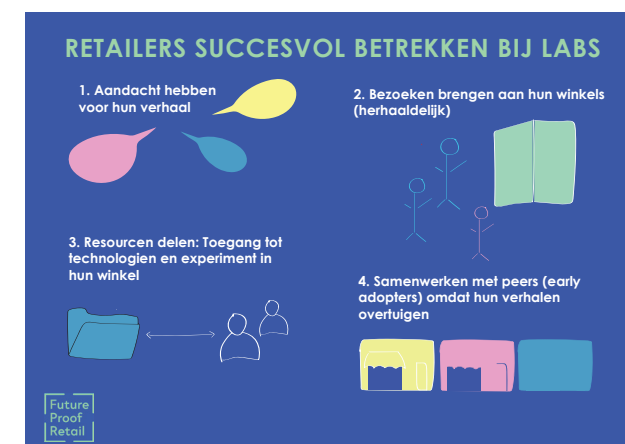 RETAILERS SUCCESVOL BETREKKEN BIJ LABS
1. Aandacht hebben
voor hun verhaal
2. Bezoeken brengen aan hun winkels
(herhaaldelijk)
3. Resourcen delen: Toegang tot
technologien en experiment in
hun winkel
4. Samenwerken met peers (early
adopters) omdat hun verhalen
overtuigen
Future
Proof
Retail